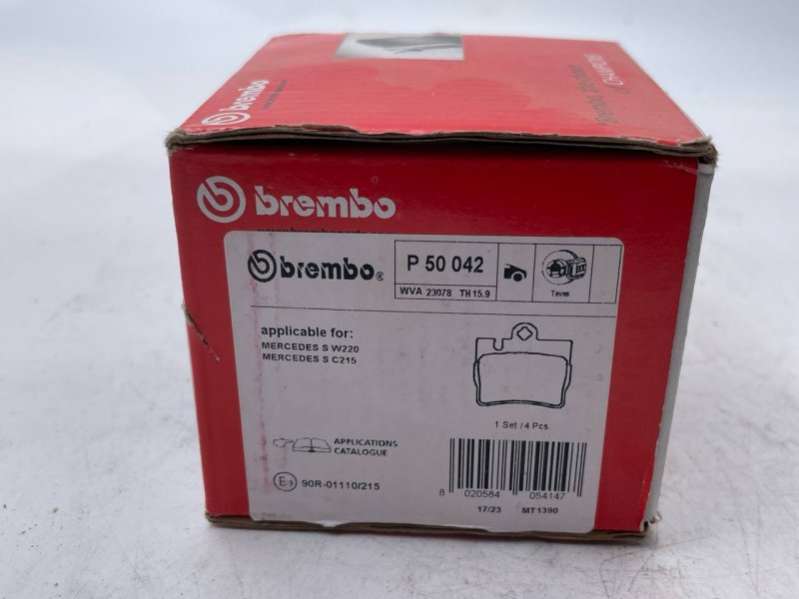 brembo
brembo
brembo
P 50 042
WVA 23078 TH 15.9
Teves
applicable for:
MERCEDES S W220
MERCEDES S C215
1 Set / 4 Pcs
APPLICATIONS
CATALOGUE
90R-01110/215
8 020584 054147
17/23 MT1390